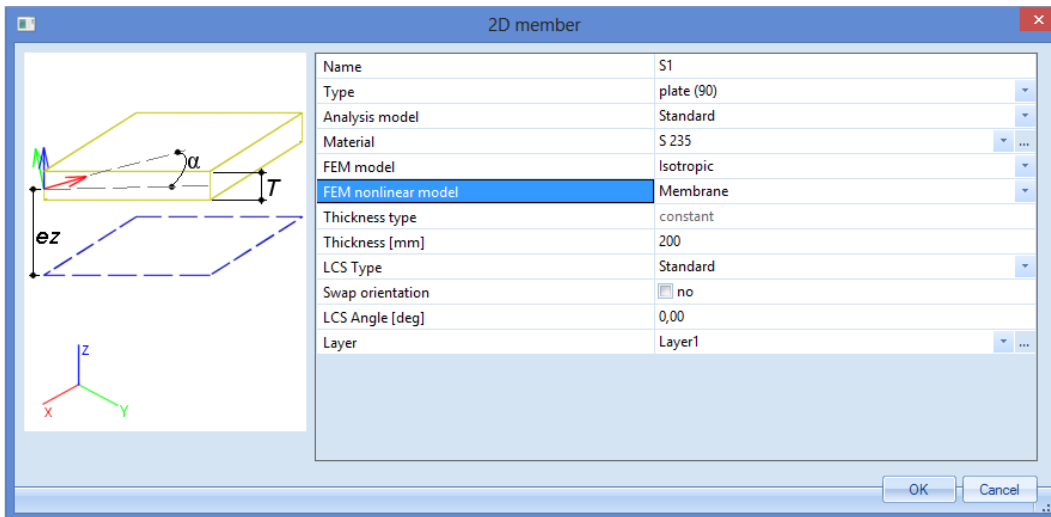 2D member
Name S1
Type plate (90)
Analysis model Standard
Material S 235 ...
FEM model Isotropic
FEM nonlinear model Membrane
Thickness type constant
Thickness [mm] 200
LCS Type Standard
Swap orientation no
LCS Angle [deg] 0,00
Layer Layer1 ...
α
T
ez
z
x
Y
OK Cancel